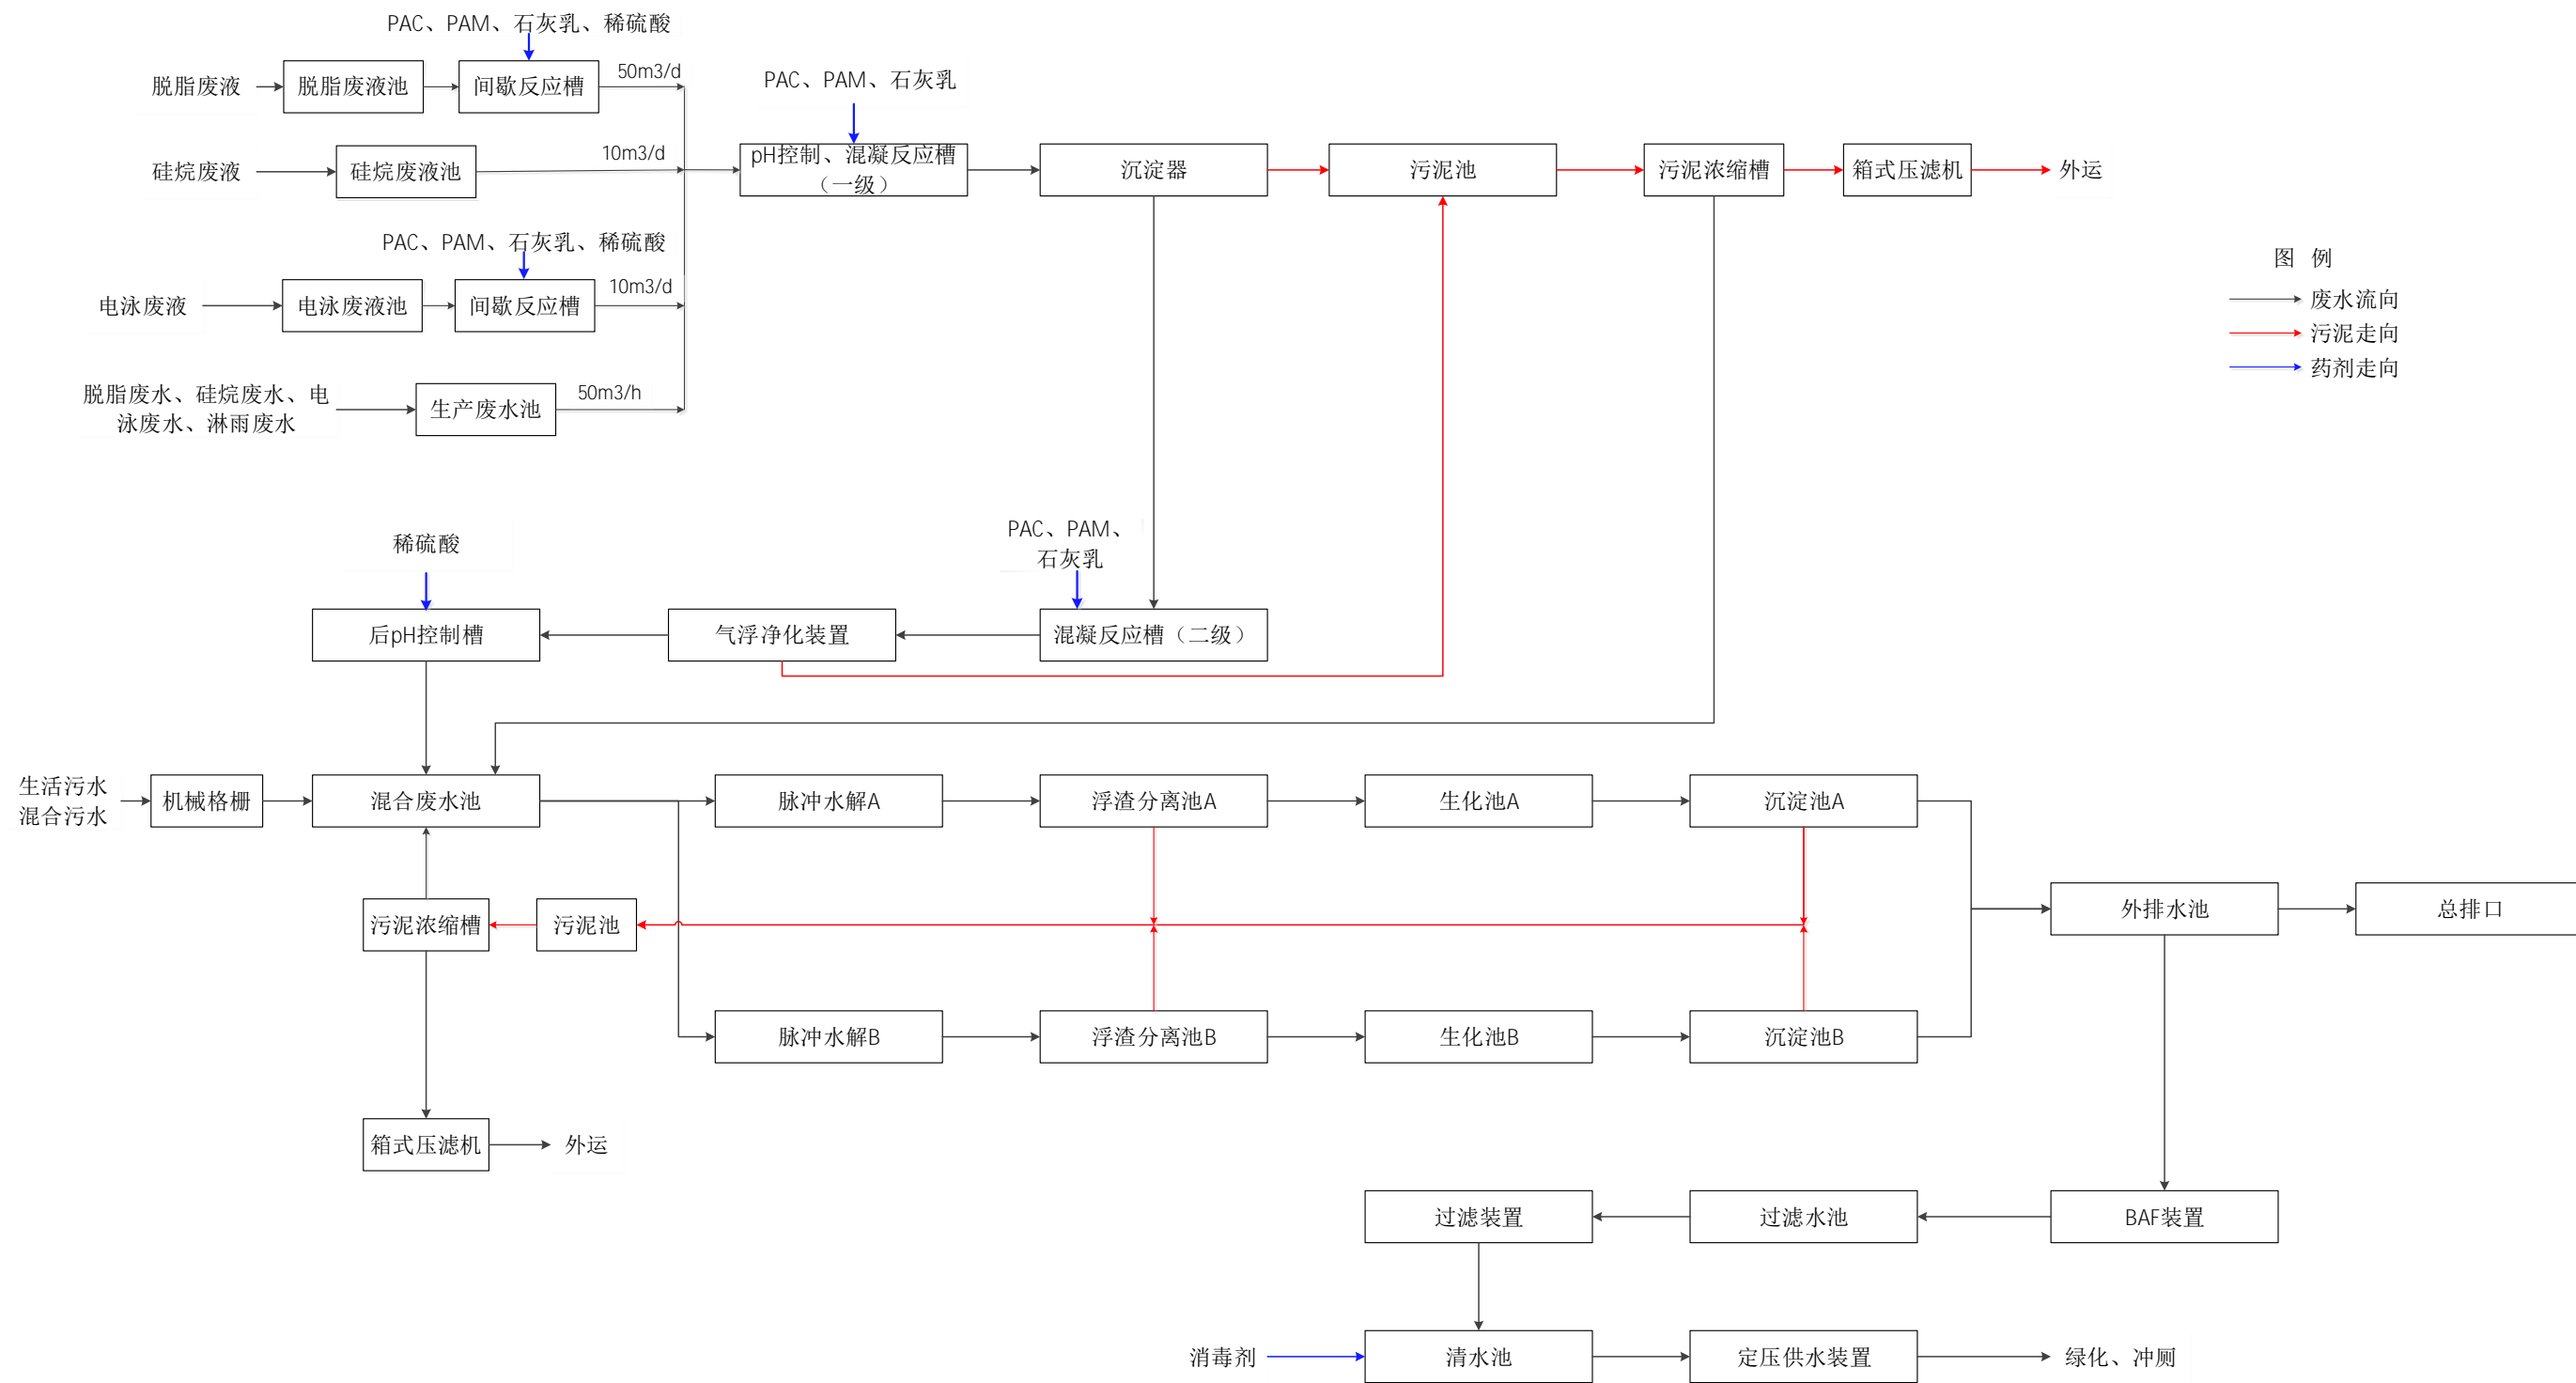 PAC、PAM、石灰乳、稀硫酸
脱脂废液
脱脂废液池
间歇反应槽
50m3/d
PAC、PAM、石灰乳
硅烷废液
硅烷废液池
10m3/d
pH控制、混凝反应槽
（一级）
沉淀器
污泥池
污泥浓缩槽
箱式压滤机
外运
PAC、PAM、石灰乳、稀硫酸
电泳废液
电泳废液池
间歇反应槽
10m3/d
图 例
废水流向
污泥走向
药剂走向
脱脂废水、硅烷废水、电
泳废水、淋雨废水
生产废水池
50m3/h
稀硫酸
PAC、PAM、
石灰乳
后pH控制槽
气浮净化装置
混凝反应槽（二级）
生活污水
混合污水
机械格栅
混合废水池
脉冲水解A
浮渣分离池A
生化池A
沉淀池A
污泥浓缩槽
污泥池
外排水池
总排口
脉冲水解B
浮渣分离池B
生化池B
沉淀池B
箱式压滤机
外运
过滤装置
过滤水池
BAF装置
消毒剂
清水池
定压供水装置
绿化、冲厕